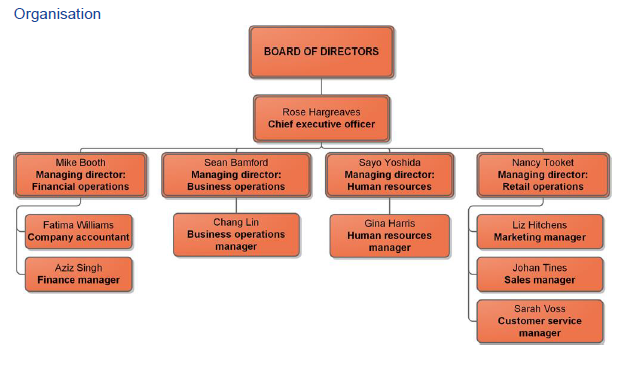 Organisation
BOARD OF DIRECTORS
Rose Hargreaves
Chief executive officer
Mike Booth
Managing director:
Financial operations
Sean Bamford
Managing director:
Business operations
Sayo Yoshida
Managing director:
Human resources
Nancy Tooket
Managing director:
Retail operations
Fatima Williams
Company accountant
Aziz Singh
Finance manager
Chang Lin
Business operations
manager
Gina Harris
Human resources
manager
Liz Hitchens
Marketing manager
Johan Tines
Sales manager
Sarah Voss
Customer service
manager